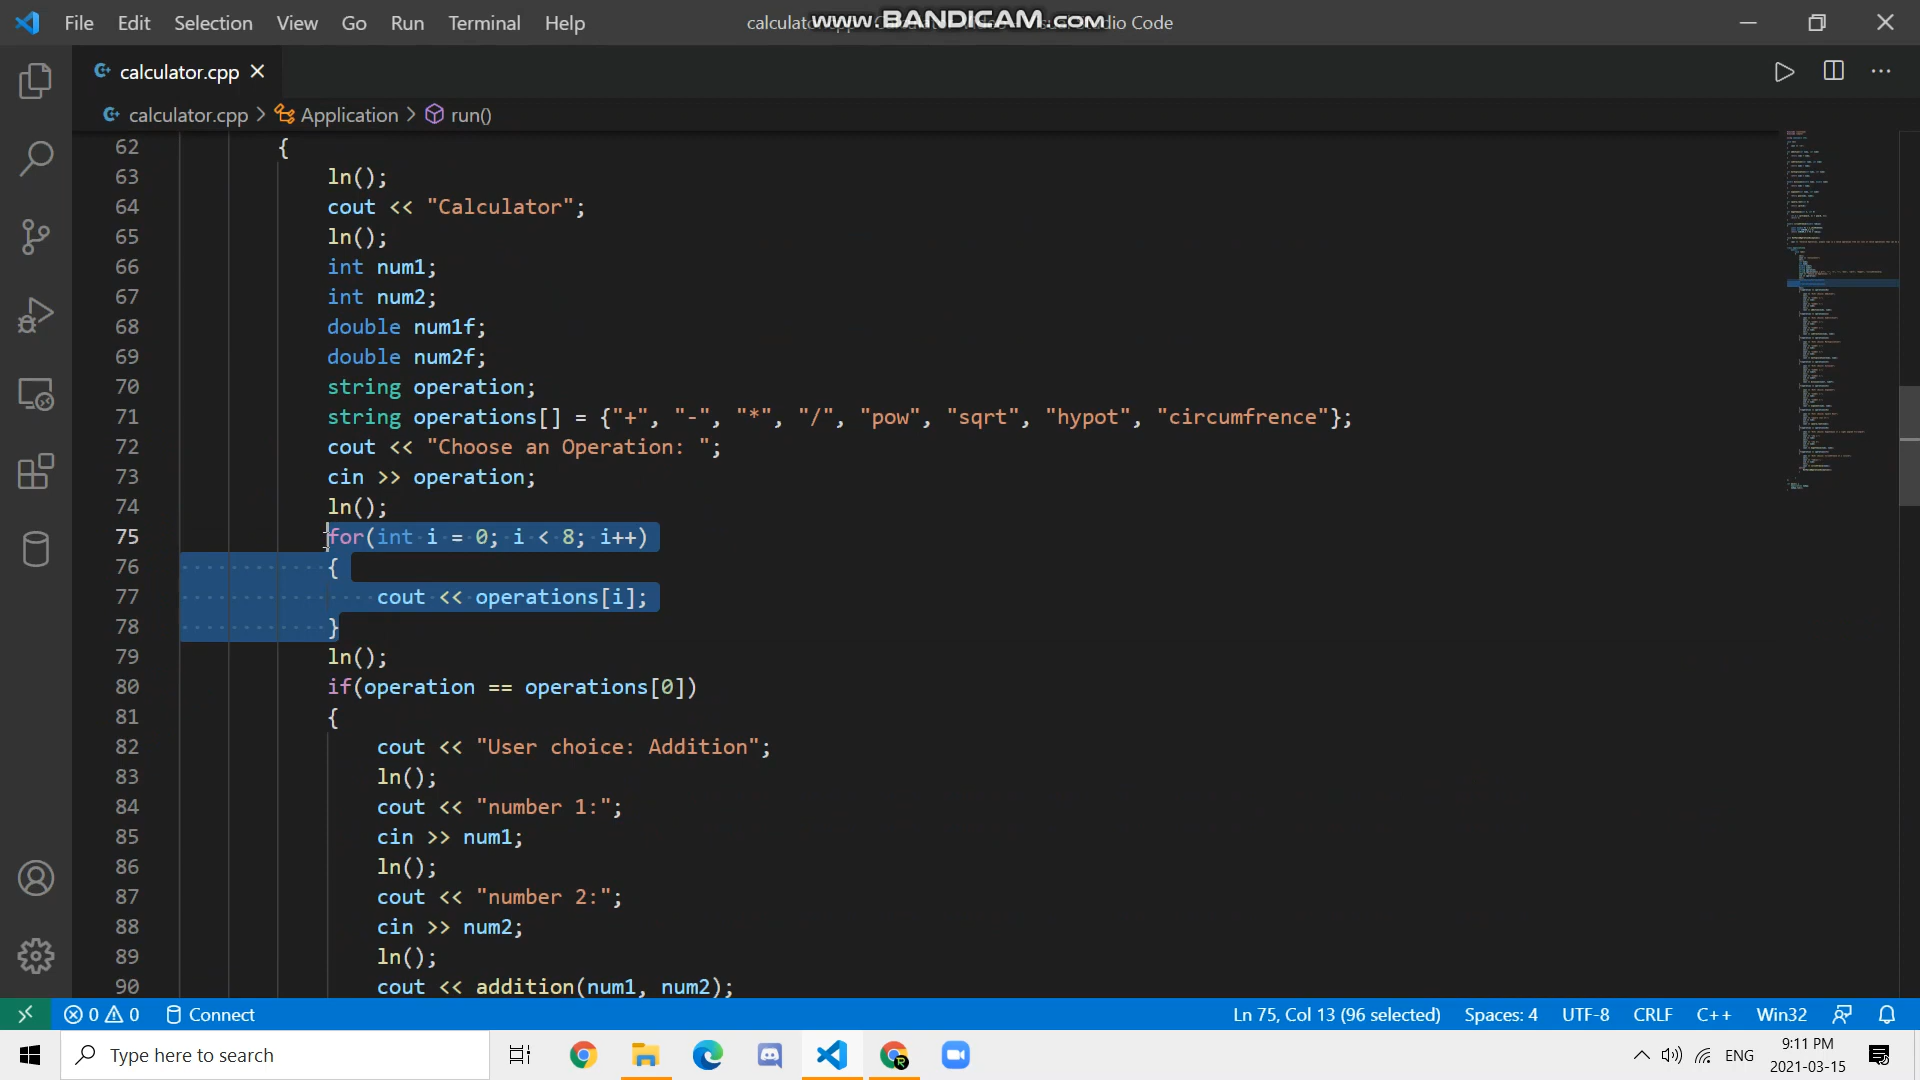 File Edit Selection View Go Run Terminal Help
www.BANDICAM.com
Code
calculator.cpp
calculator.cpp > Application > run()
62 {
63 ln();
64 cout << "Calculator";
65 ln();
66 int num1;
67 int num2;
68 double num1f;
69 double num2f;
70 string operation;
71 string operations[] = {"+", "-", "*", "/", "pow", "sqrt", "hypot", "circumfrence"};
72 cout << "Choose an Operation: ";
73 cin >> operation;
74 ln();
75 for(int i = 0; i < 8; i++)
76 {
77 cout << operations[i];
78 }
79 ln();
80 if(operation == operations[0])
81 {
82 cout << "User choice: Addition";
83 ln();
84 cout << "number 1:";
85 cin >> num1;
86 ln();
87 cout << "number 2:";
88 cin >> num2;
89 ln();
90 cout << addition(num1, num2);
0 0 Connect Ln 75, Col 13 (96 selected) Spaces: 4 UTF-8 CRLF C++ Win32
Type here to search
ENG
9:11 PM
2021-03-15